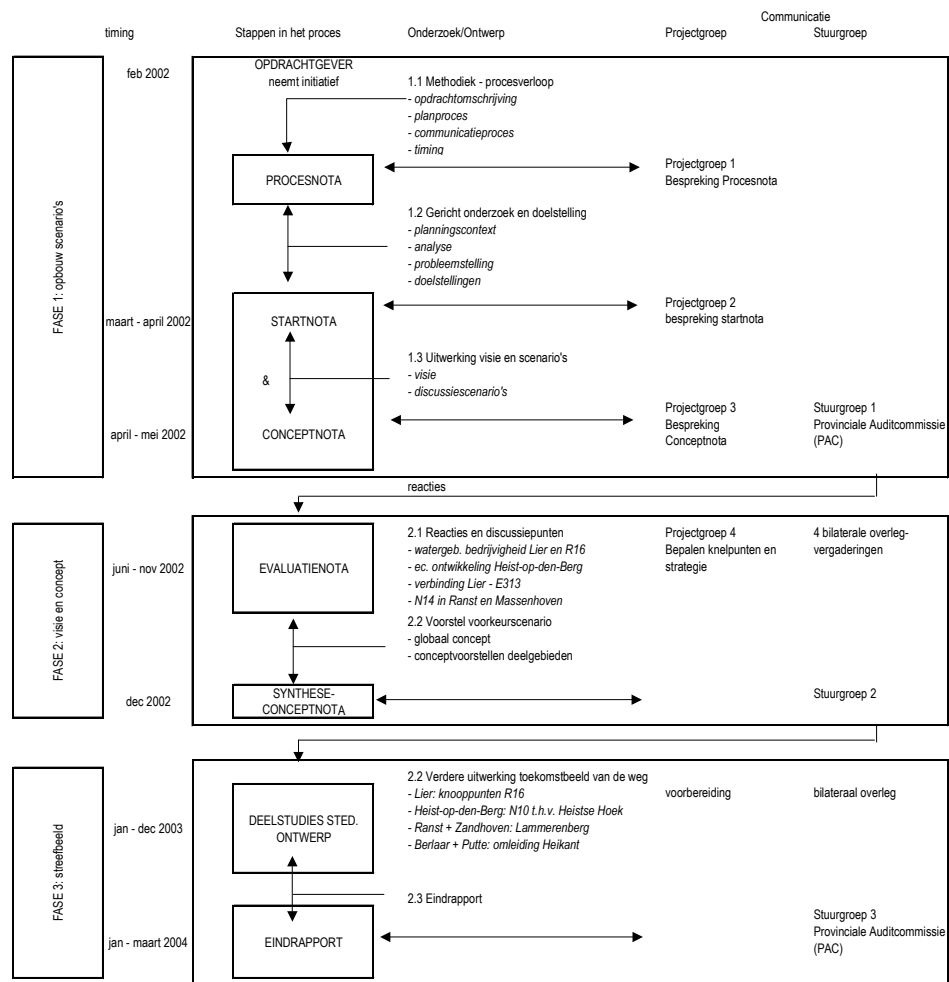 Communicatie
timing Stappen in het proces Onderzoek/Ontwerp Projectgroep Stuurgroep
FASE 1: opbouw scenario's
feb 2002
OPDRACHTGEVER
neemt initiatief
1.1 Methodiek - procesverloop
- opdrachtomschrijving
- planproces
- communicatieproces
- timing
PROCESNOTA
Projectgroep 1
Bespreking Procesnota
1.2 Gericht onderzoek en doelstelling
- planningscontext
- analyse
- probleemstelling
- doelstellingen
maart - april 2002
STARTNOTA
Projectgroep 2
bespreking startnota
&
1.3 Uitwerking visie en scenario's
- visie
- discussiescenario's
april - mei 2002
CONCEPTNOTA
Projectgroep 3
Bespreking
Conceptnota
Stuurgroep 1
Provinciale Auditcommissie
(PAC)
reacties
FASE 2: visie en concept
juni - nov 2002
EVALUATIENOTA
2.1 Reacties en discussiepunten
- watergeb. bedrijvigheid Lier en R16
- ec. ontwikkeling Heist-op-den-Berg
- verbinding Lier - E313
- N14 in Ranst en Massenhoven
Projectgroep 4
Bepalen knelpunten en
strategie
4 bilaterale overleg-
vergaderingen
2.2 Voorstel voorkeurscenario
- globaal concept
- conceptvoorstellen deelgebieden
dec 2002
SYNTHESE-
CONCEPTNOTA
Stuurgroep 2
FASE 3: streefbeeld
jan - dec 2003
DEELSTUDIES STED.
ONTWERP
2.2 Verdere uitwerking toekomstbeeld van de weg
- Lier: knooppunten R16
- Heist-op-den-Berg: N10 t.h.v. Heistse Hoek
- Ranst + Zandhoven: Lammerenberg
- Berlaar + Putte: omleiding Heikant
voorbereiding
bilateraal overleg
2.3 Eindrapport
jan - maart 2004
EINDRAPPORT
Stuurgroep 3
Provinciale Auditcommissie
(PAC)